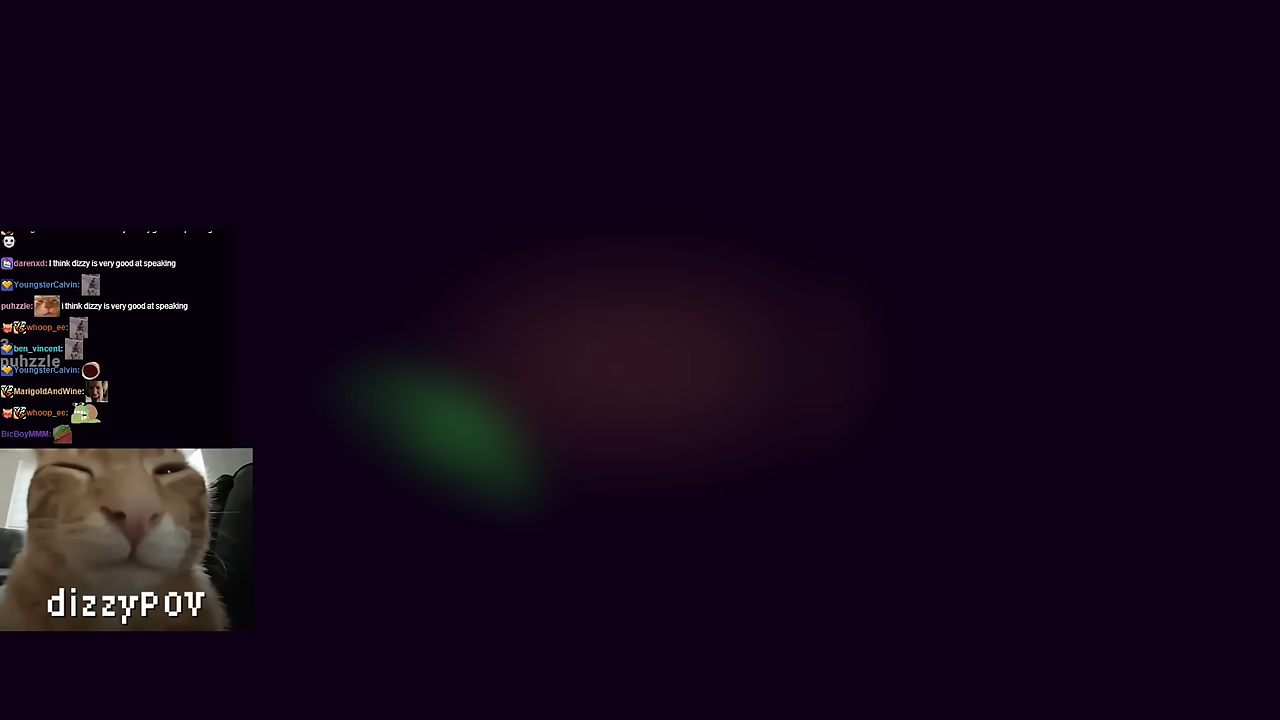 darenxd: I think dizzy is very good at speaking
YoungsterCalvin:
puhzzle: i think dizzy is very good at speaking
whoop_ee:
ben_vincent:
puhzzle
YoungsterCalvin:
MarigoldAndWine:
whoop_ee:
BicBoyMMM:
dizzyPOV